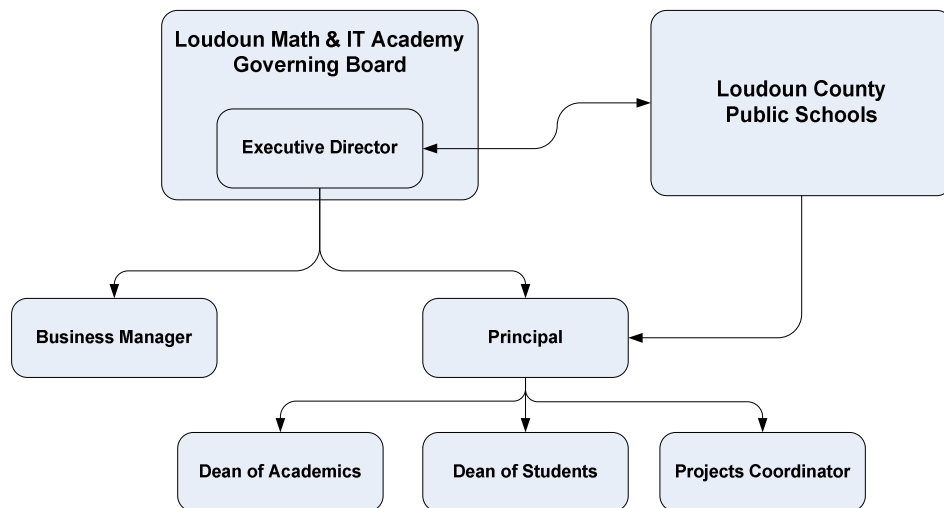 Loudoun Math & IT Academy
Governing Board
Executive Director
Loudoun County
Public Schools
Business Manager
Principal
Dean of Academics
Dean of Students
Projects Coordinator